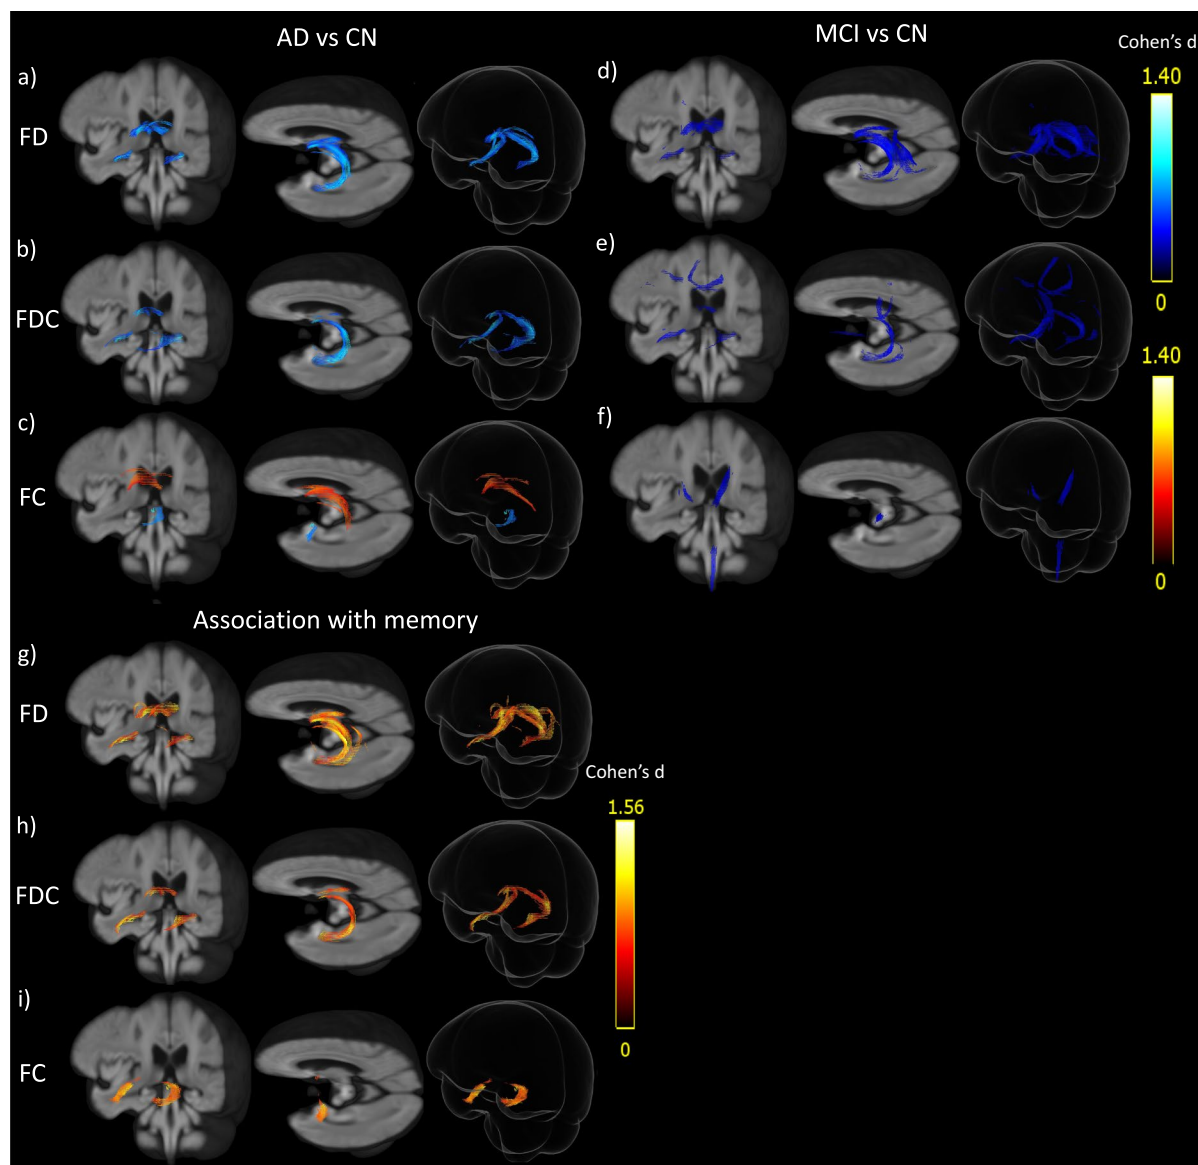 AD vs CN
MCI vs CN
Cohen's d
a)
d)
1.40
FD
b)
e)
FDC
0
1.40
c)
f)
FC
0
Association with memory
g)
FD
Cohen's d
1.56
h)
FDC
i)
0
FC